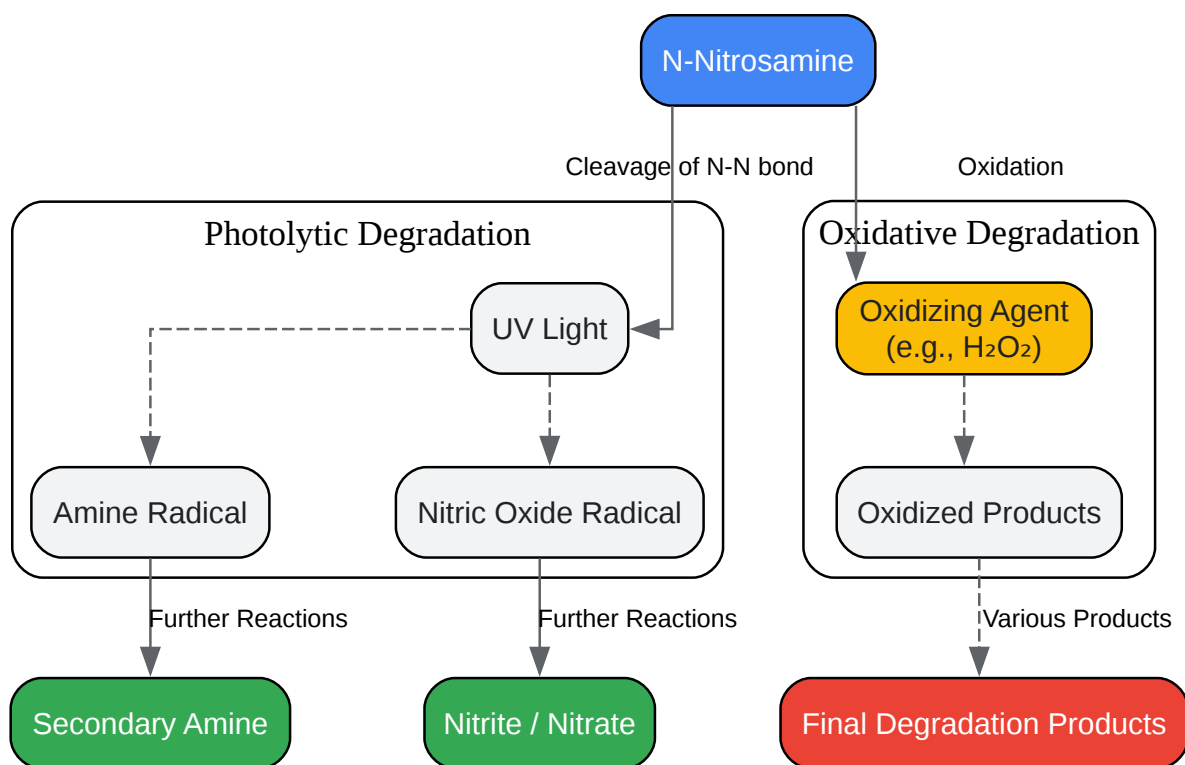 N-Nitrosamine
Cleavage of N-N bond
Oxidation
Photolytic Degradation
Oxidative Degradation
UV Light
Oxidizing Agent
(e.g., H₂O₂)
Amine Radical
Nitric Oxide Radical
Oxidized Products
Further Reactions
Further Reactions
Various Products
Secondary Amine
Nitrite / Nitrate
Final Degradation Products